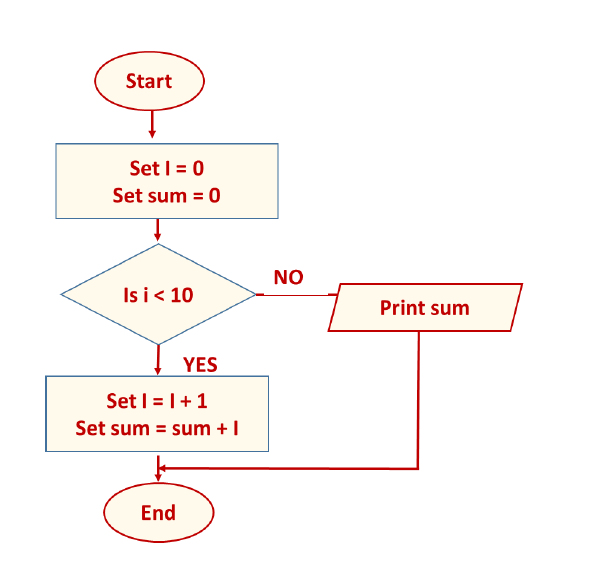 Start
Set I = 0
Set sum = 0
Is i < 10
NO
Print sum
YES
Set I = I + 1
Set sum = sum + I
End